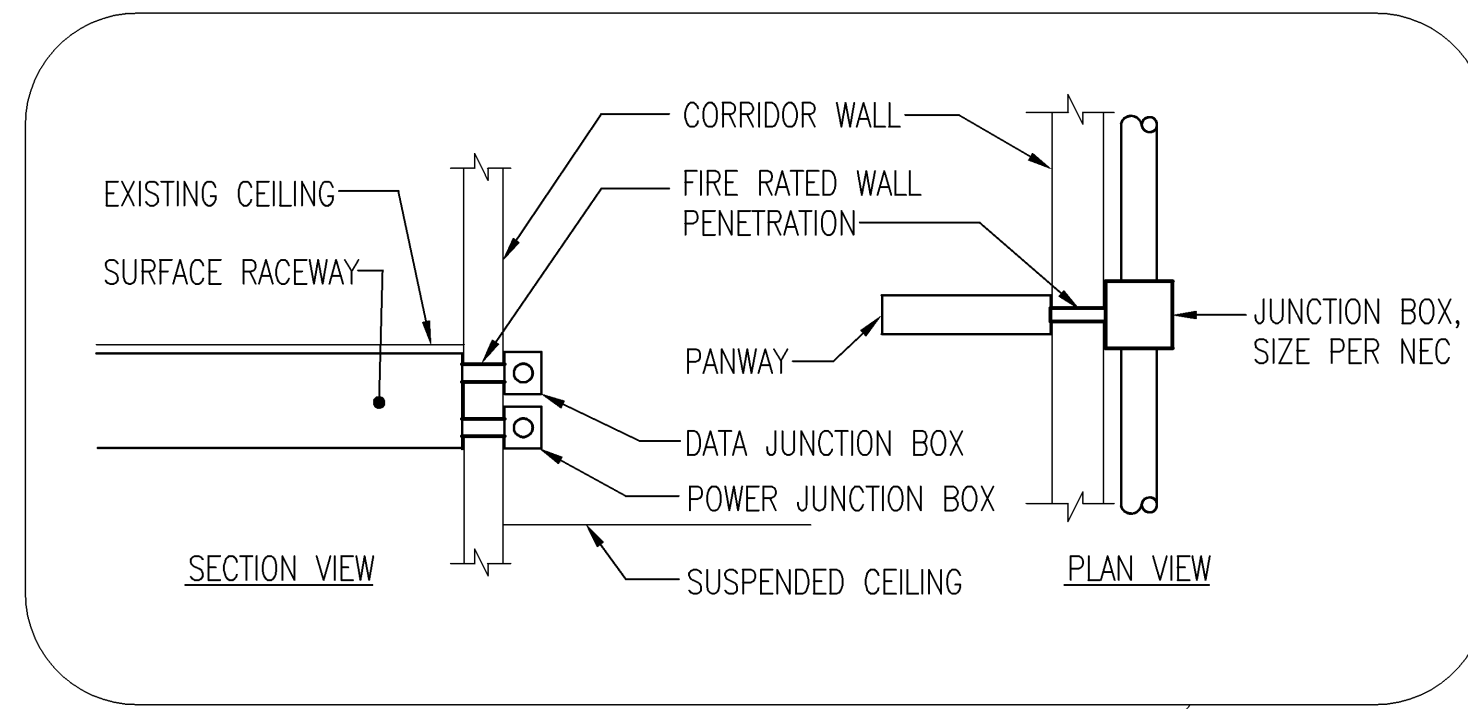 CORRIDOR WALL
EXISTING CEILING
FIRE RATED WALL
PENETRATION
SURFACE RACEWAY
JUNCTION BOX,
SIZE PER NEC
PANWAY
DATA JUNCTION BOX
POWER JUNCTION BOX
SECTION VIEW
SUSPENDED CEILING
PLAN VIEW